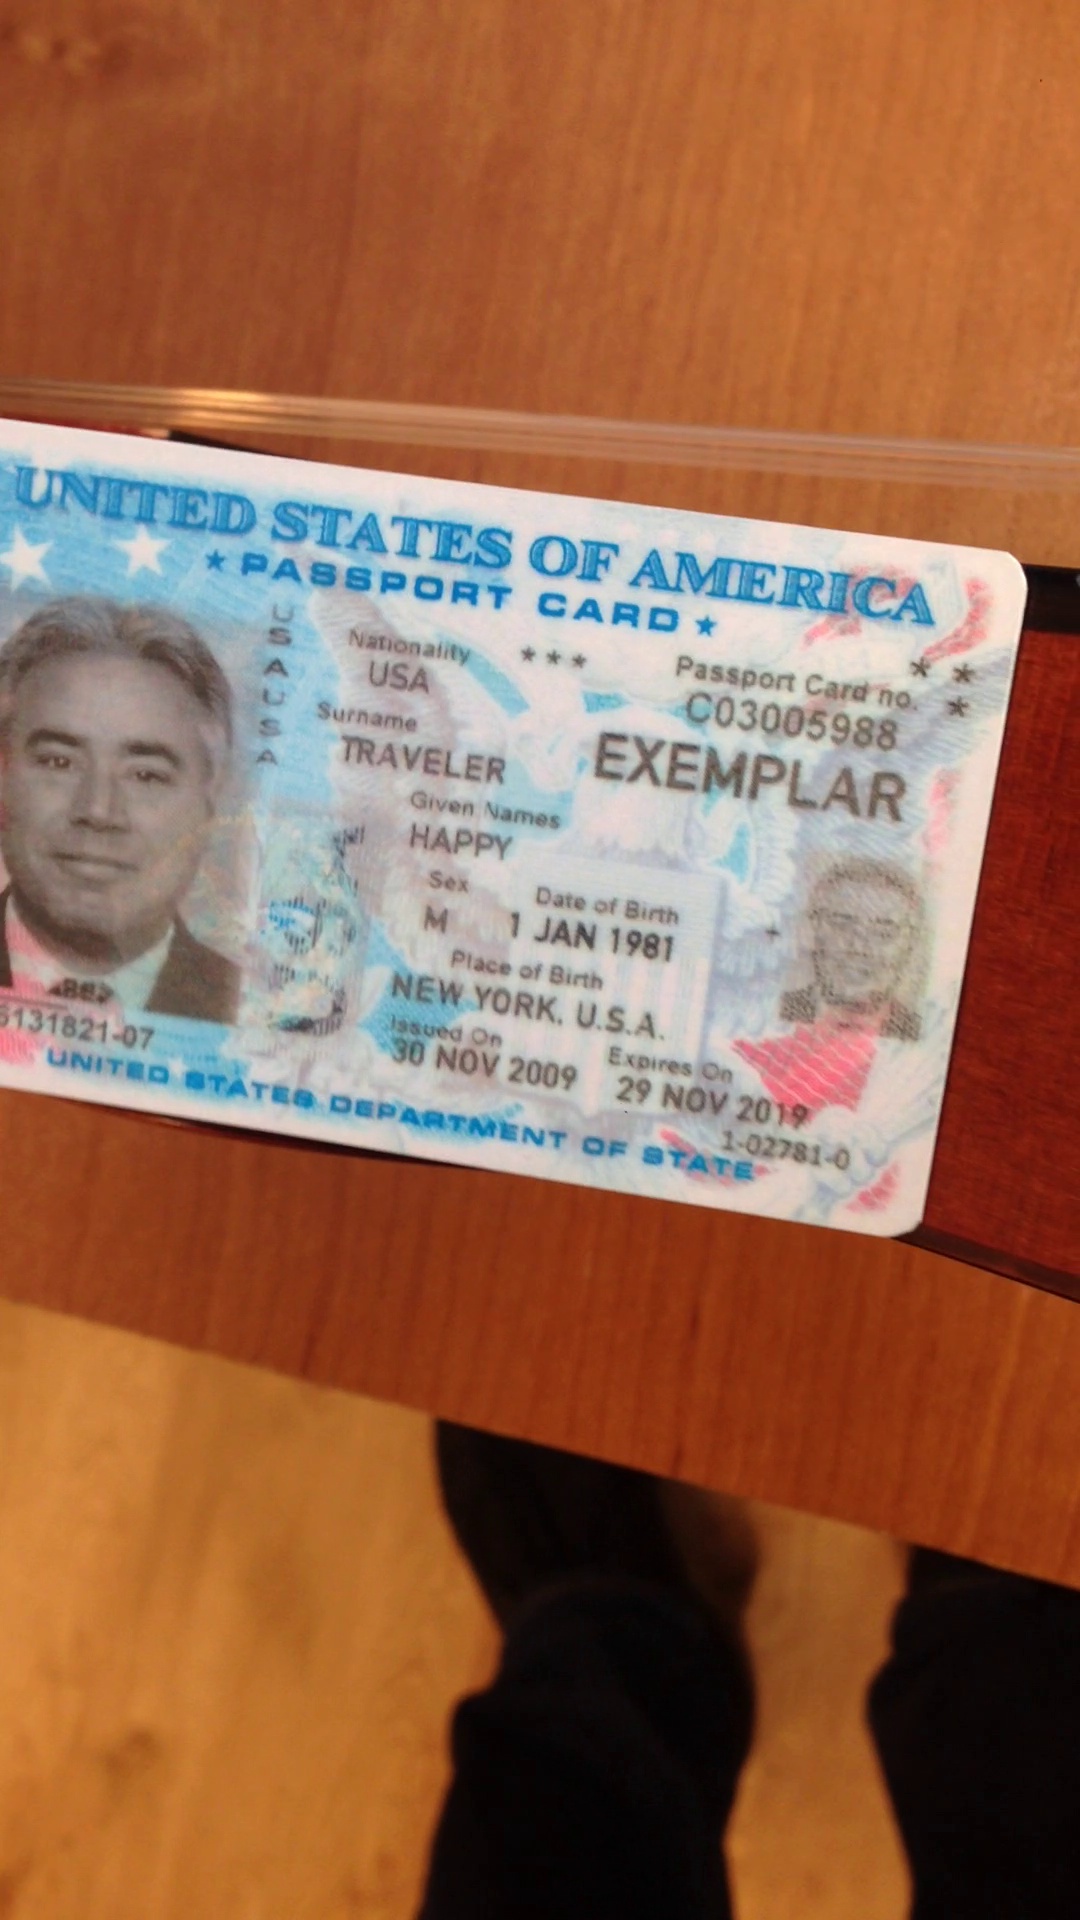 UNITED STATES OF AMERICA
★ PASSPORT CARD ★
USAUSA
Nationality
USA
***
Passport Card no.
C03005988
* * *
Surname
TRAVELER
EXEMPLAR
Given Names
HAPPY
Sex
M
Date of Birth
1 JAN 1981
Place of Birth
NEW YORK, U.S.A.
Issued On
30 NOV 2009
Expires On
29 NOV 2019
6131821-07
1-02781-0
UNITED STATES DEPARTMENT OF STATE